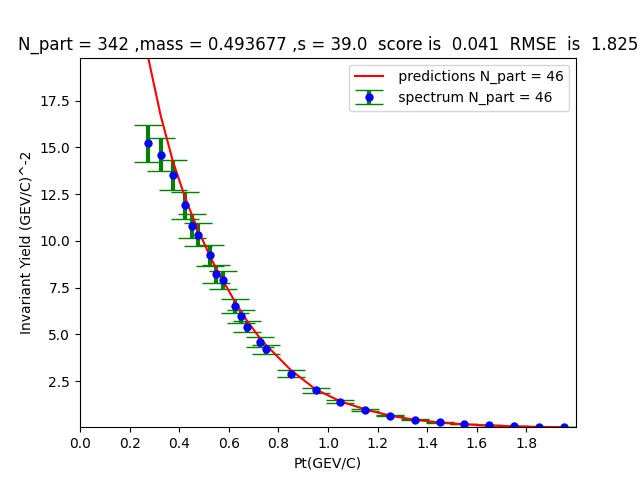 N_part = 342 ,mass = 0.493677 ,s = 39.0  score is  0.041  RMSE  is  1.825
predictions N_part = 46
spectrum N_part = 46
Invariant Yield (GEV/C)^-2
17.5
15.0
12.5
10.0
7.5
5.0
2.5
0.0 0.2 0.4 0.6 0.8 1.0 1.2 1.4 1.6 1.8
Pt(GEV/C)